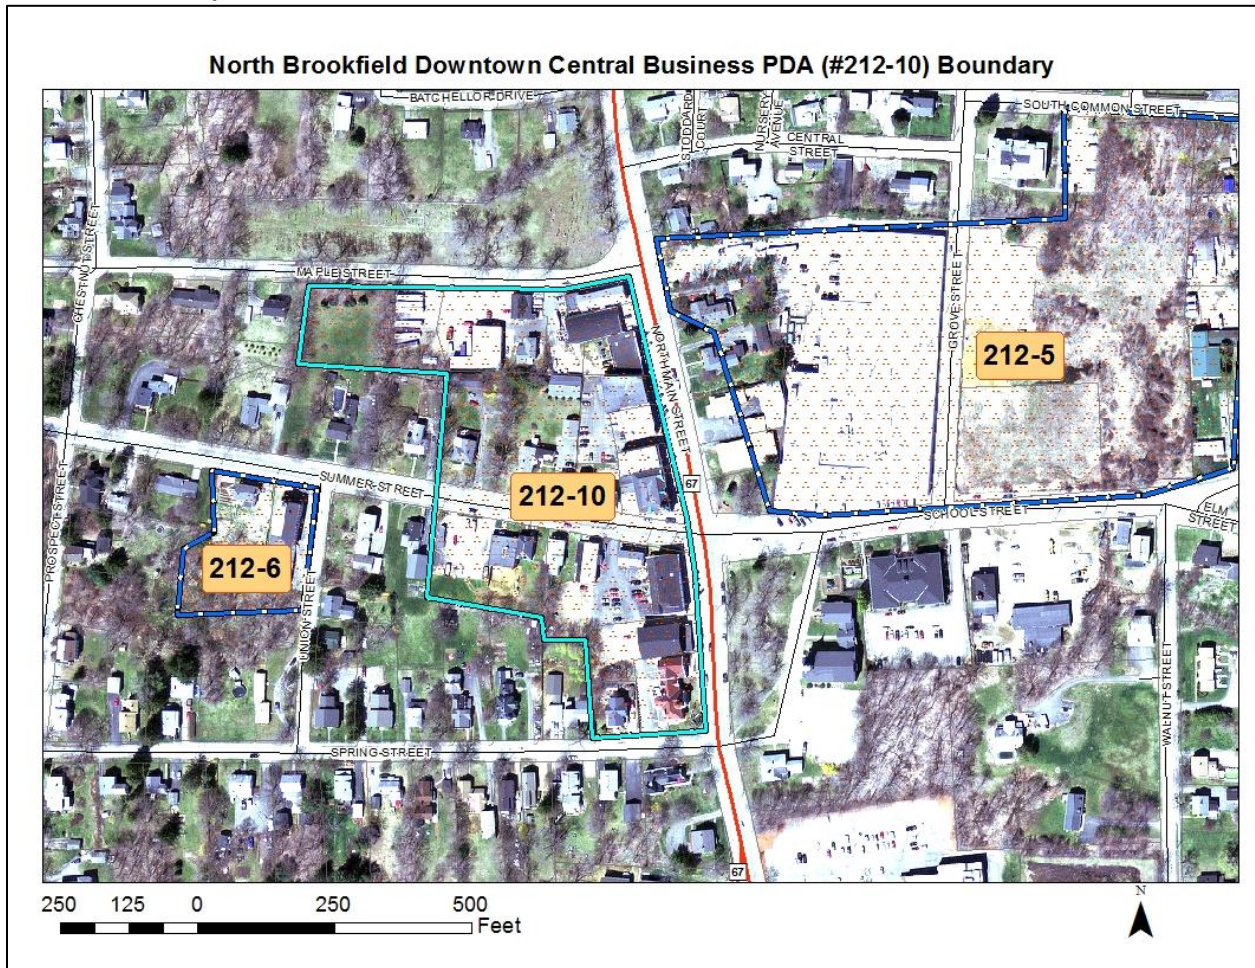 North Brookfield Downtown Central Business PDA (#212-10) Boundary
BATCHELLOR DRIVE
STODDARD
COURT
NURSERY
AVENUE
SOUTH COMMON STREET
CENTRAL
STREET
CHESTNUT STREET
MAPLE STREET
NORTH MAIN STREET
GROVE STREET
212-5
SUMMER STREET
212-10
67
SCHOOL STREET
ELM
STREET
PROSPECT STREET
212-6
UNION STREET
WALNUT STREET
SPRING STREET
67
250 125 0 250 500
Feet
N